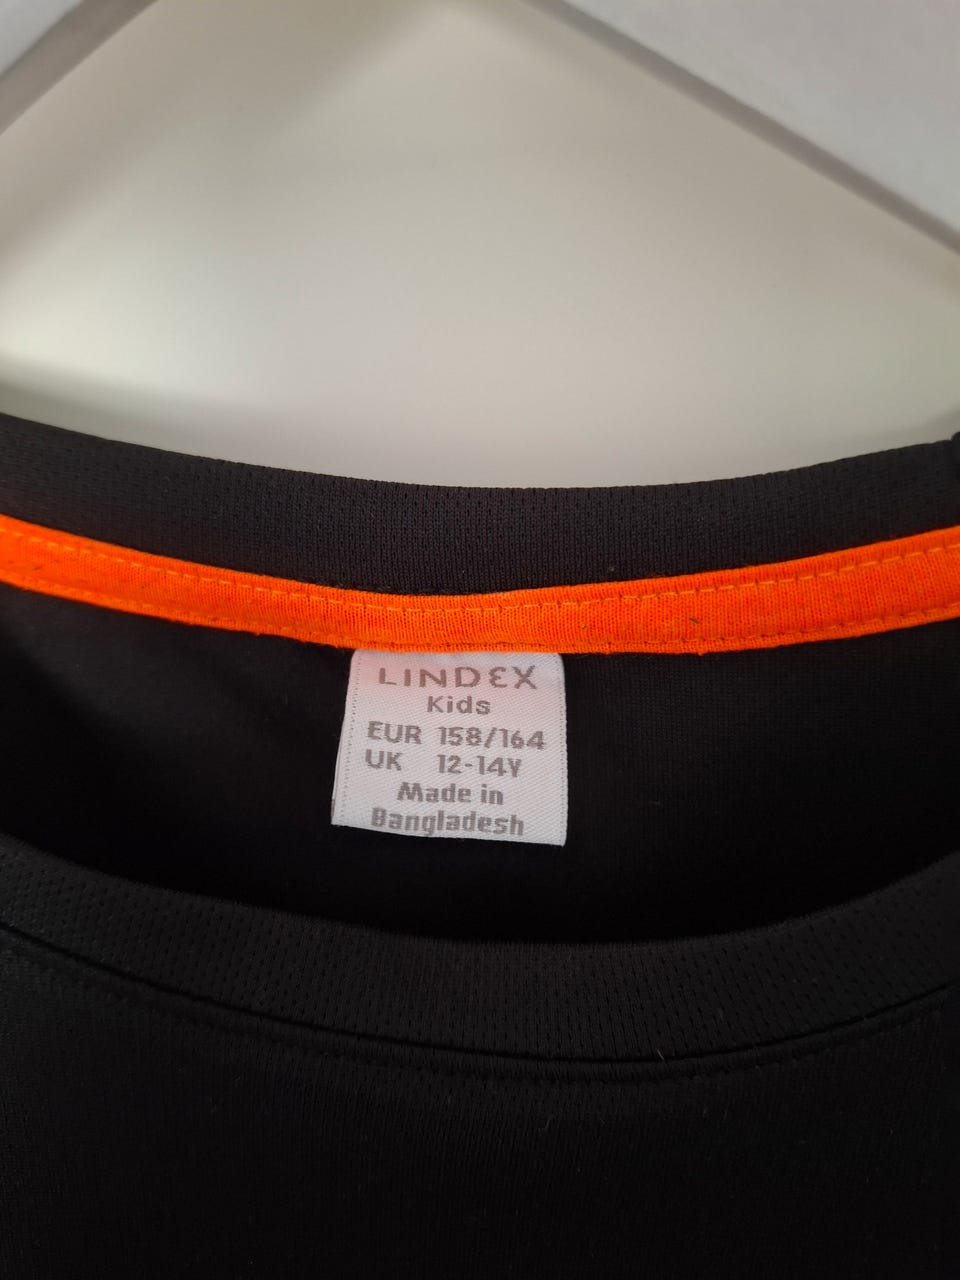 LINDEX
Kids
EUR 158/164
UK 12-14Y
Made in
Bangladesh